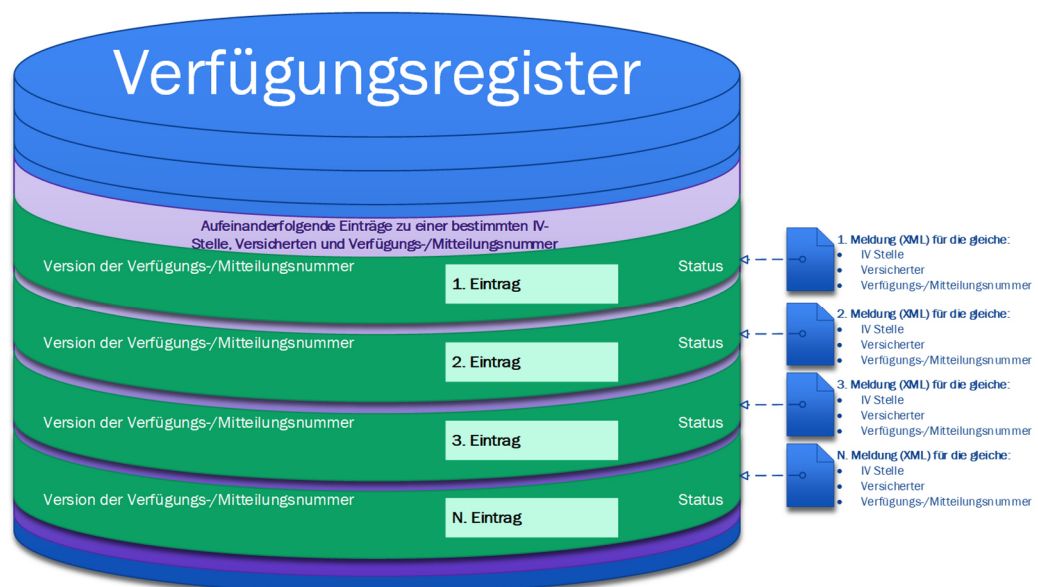 Verfügungsregister
Aufeinanderfolgende Einträge zu einer bestimmten IV-
Stelle, Versicherten und Verfügungs-/Mitteilungsnummer
Version der Verfügungs-/Mitteilungsnummer
1. Eintrag
Status
1. Meldung (XML) für die gleiche:
• IV Stelle
• Versicherter
• Verfügungs-/Mitteilungsnummer
Version der Verfügungs-/Mitteilungsnummer
2. Eintrag
Status
2. Meldung (XML) für die gleiche:
• IV Stelle
• Versicherter
• Verfügungs-/Mitteilungsnummer
Version der Verfügungs-/Mitteilungsnummer
3. Eintrag
Status
3. Meldung (XML) für die gleiche:
• IV Stelle
• Versicherter
• Verfügungs-/Mitteilungsnummer
Version der Verfügungs-/Mitteilungsnummer
N. Eintrag
Status
N. Meldung (XML) für die gleiche:
• IV Stelle
• Versicherter
• Verfügungs-/Mitteilungsnummer